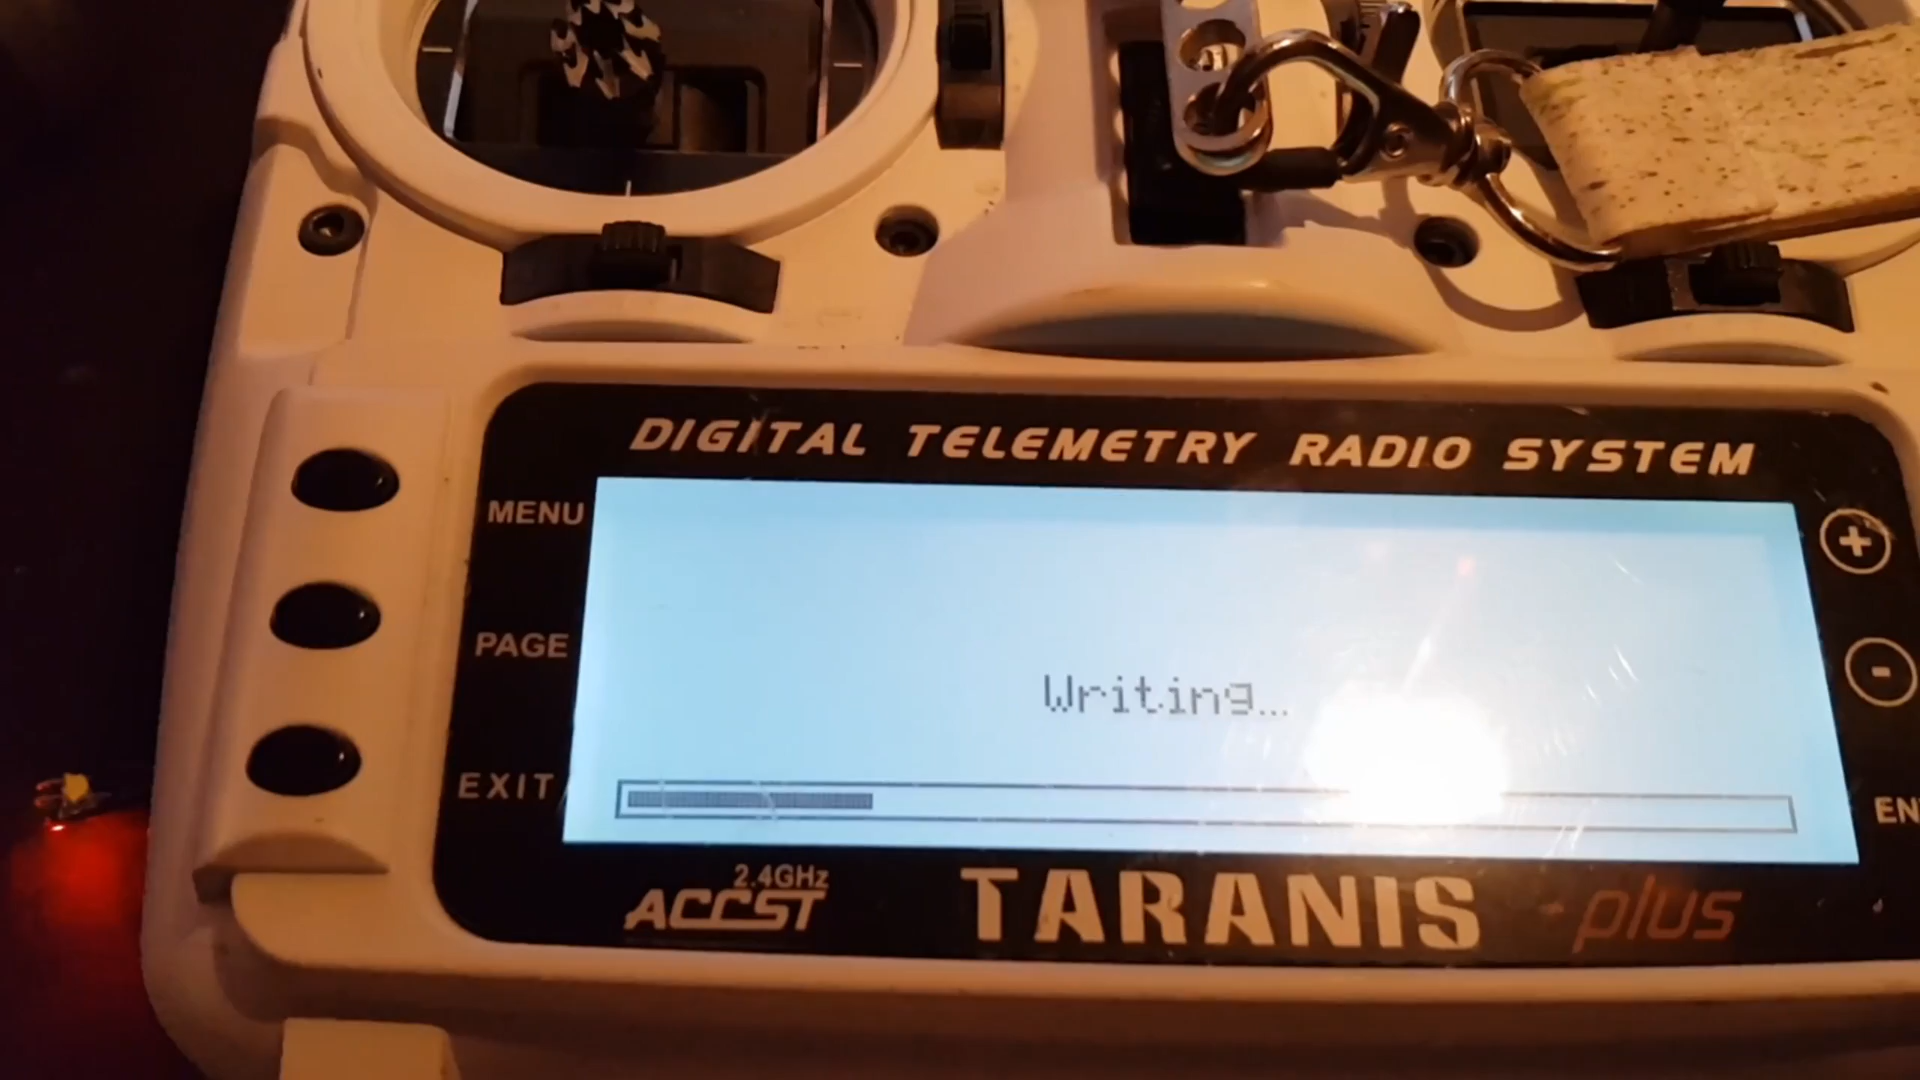 DIGITAL TELEMETRY RADIO SYSTEM
MENU
PAGE
EXIT
+
-
Writing...
2.4GHz
ACCST
TARANIS plus